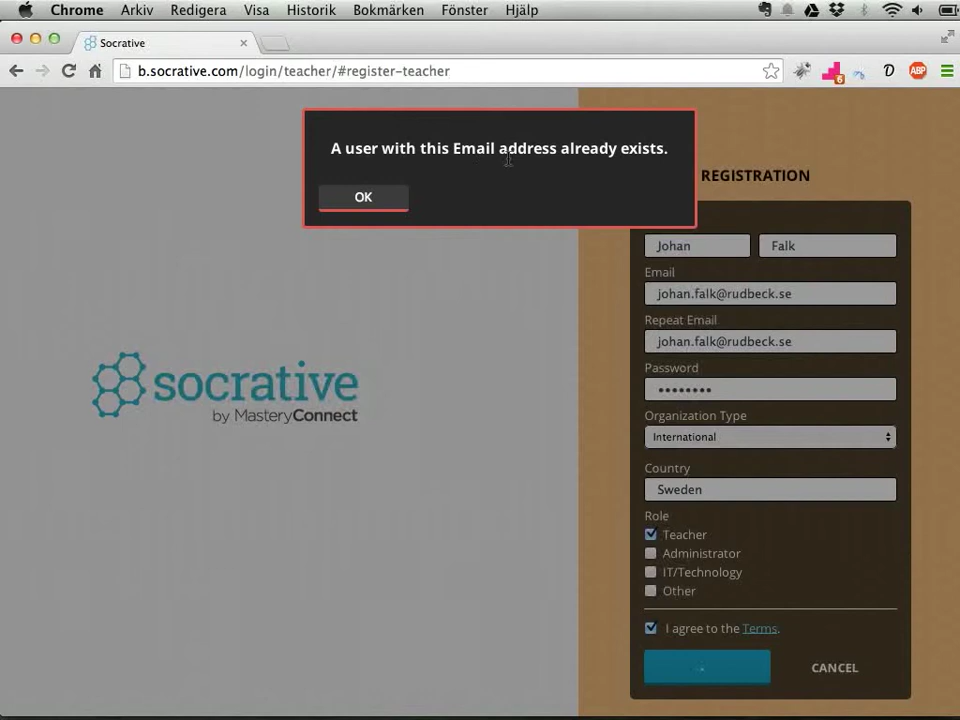 Chrome Arkiv Redigera Visa Historik Bokmärken Fönster Hjälp
Socrative
b.socrative.com/login/teacher/#register-teacher
D ABP
6
A user with this Email address already exists.
OK
REGISTRATION
Johan Falk
Email
johan.falk@rudbeck.se
Repeat Email
johan.falk@rudbeck.se
Password
••••••••
Organization Type
International
Country
Sweden
Role
Teacher
Administrator
IT/Technology
Other
I agree to the Terms.
CANCEL
socrative
by MasteryConnect